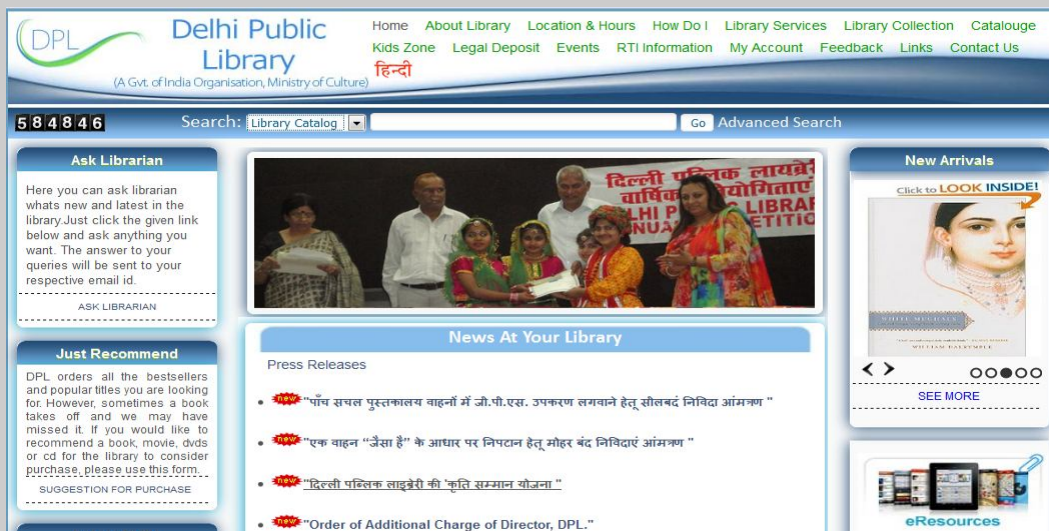 DPL
Delhi Public
Library
(A Gvt. of India Organisation, Ministry of Culture)
Home About Library Location & Hours How Do I Library Services Library Collection Catalouge
Kids Zone Legal Deposit Events RTI Information My Account Feedback Links Contact Us
हिन्दी
584846
Search: Library Catalog Go Advanced Search
Ask Librarian
Here you can ask librarian
whats new and latest in the
library.Just click the given link
below and ask anything you
want. The answer to your
queries will be sent to your
respective email id.
ASK LIBRARIAN
Just Recommend
DPL orders all the bestsellers
and popular titles you are looking
for. However, sometimes a book
takes off and we may have
missed it. If you would like to
recommend a book, movie, dvds
or cd for the library to consider
purchase, please use this form.
SUGGESTION FOR PURCHASE
दिल्ली पब्लिक लायब्रे
वार्षिक
LHI P LIBRAR
NUA ETITIO
News At Your Library
Press Releases
new "पाँच सचल पुस्तकालय वाहनों में जी.पी.एस. उपकरण लगवाने हेतू सीलबदं निविदा आंमत्रण "
new "एक वाहन “जैसा है” के आधार पर निपटान हेतू मोहर बंद निविदाएं आंमत्रण "
new "दिल्ली पब्लिक लाइब्रेरी की 'कृति सम्मान योजना "
new "Order of Additional Charge of Director, DPL."
New Arrivals
Click to LOOK INSIDE!
WHITE MUGHALS
WILLIAM DALRYMPLE
SEE MORE
eResources